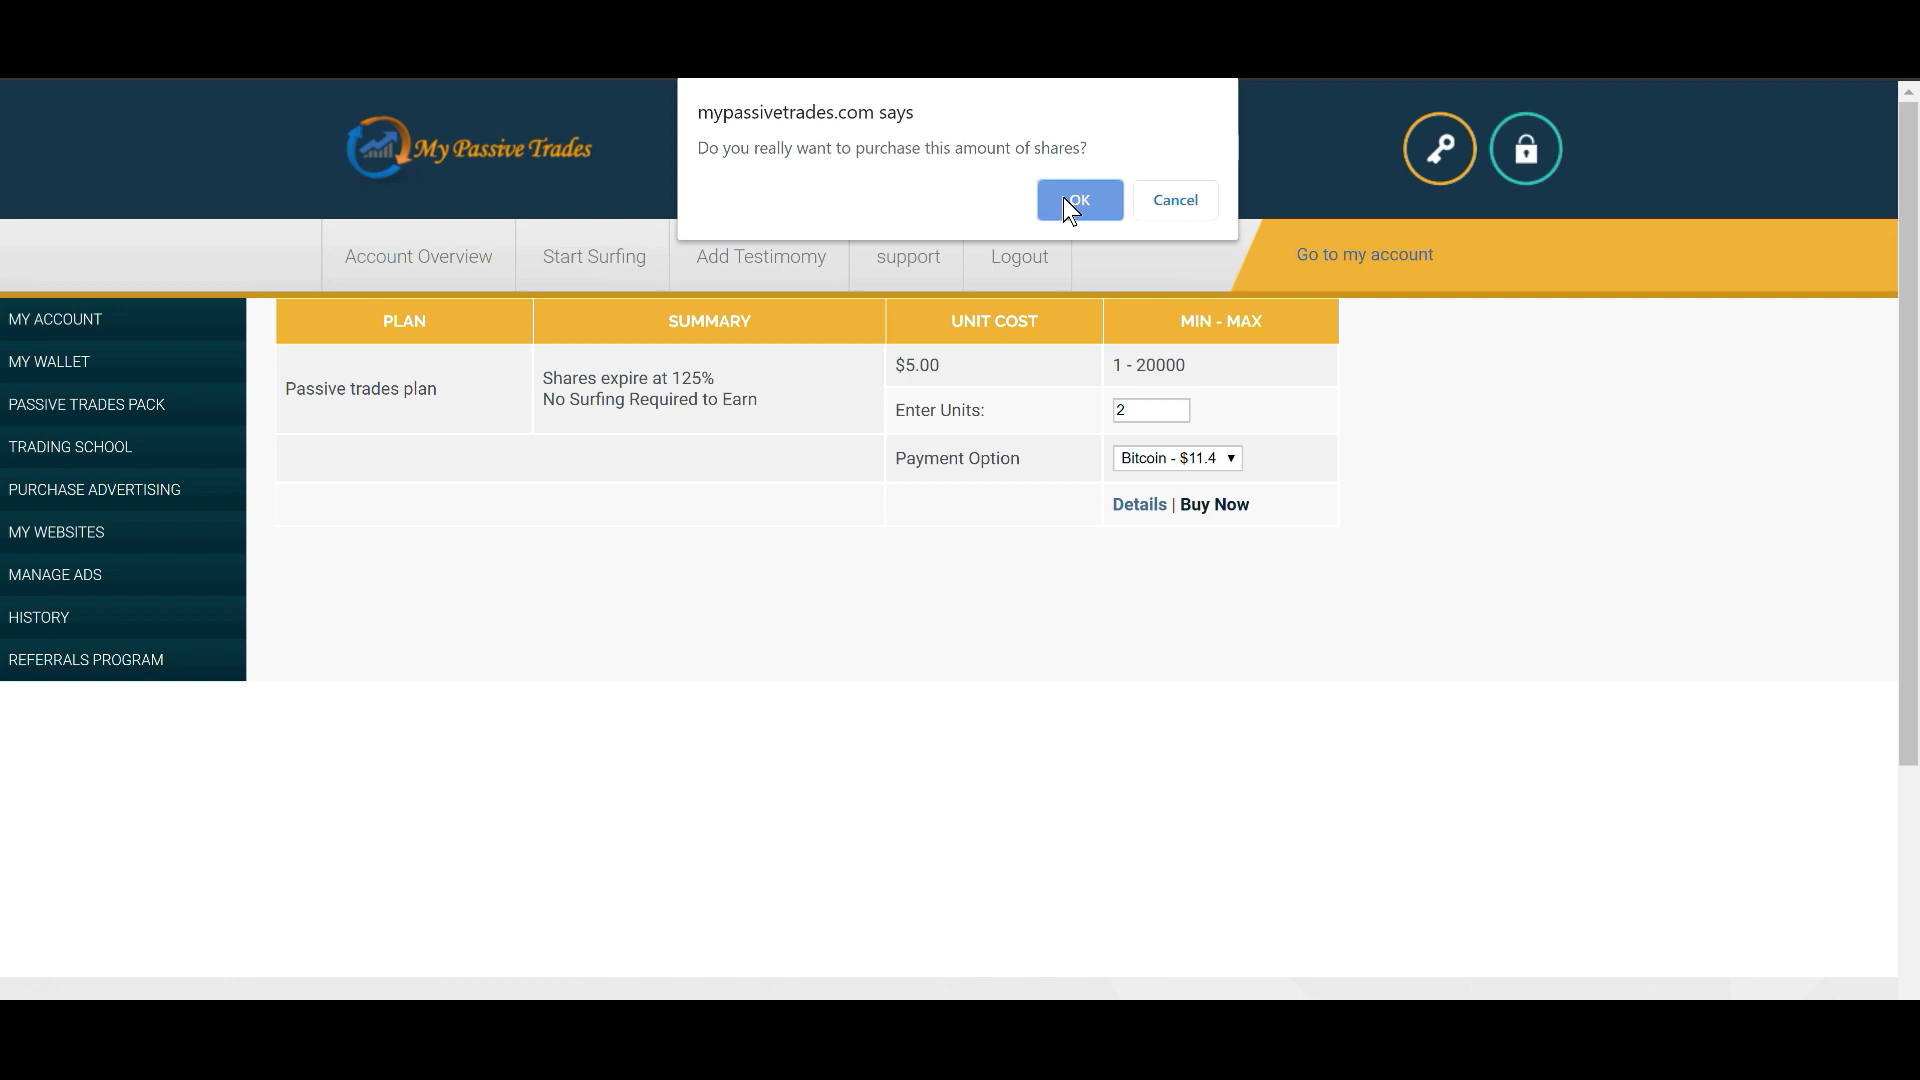 mypassivetrades.com says
Do you really want to purchase this amount of shares?
OK
Cancel
My Passive Trades
Account Overview
Start Surfing
Add Testimomy
support
Logout
Go to my account
MY ACCOUNT
MY WALLET
PASSIVE TRADES PACK
TRADING SCHOOL
PURCHASE ADVERTISING
MY WEBSITES
MANAGE ADS
HISTORY
REFERRALS PROGRAM
PLAN
SUMMARY
UNIT COST
MIN - MAX
Passive trades plan
Shares expire at 125%
No Surfing Required to Earn
$5.00
1 - 20000
Enter Units:
2
Payment Option
Bitcoin - $11.4
Details | Buy Now